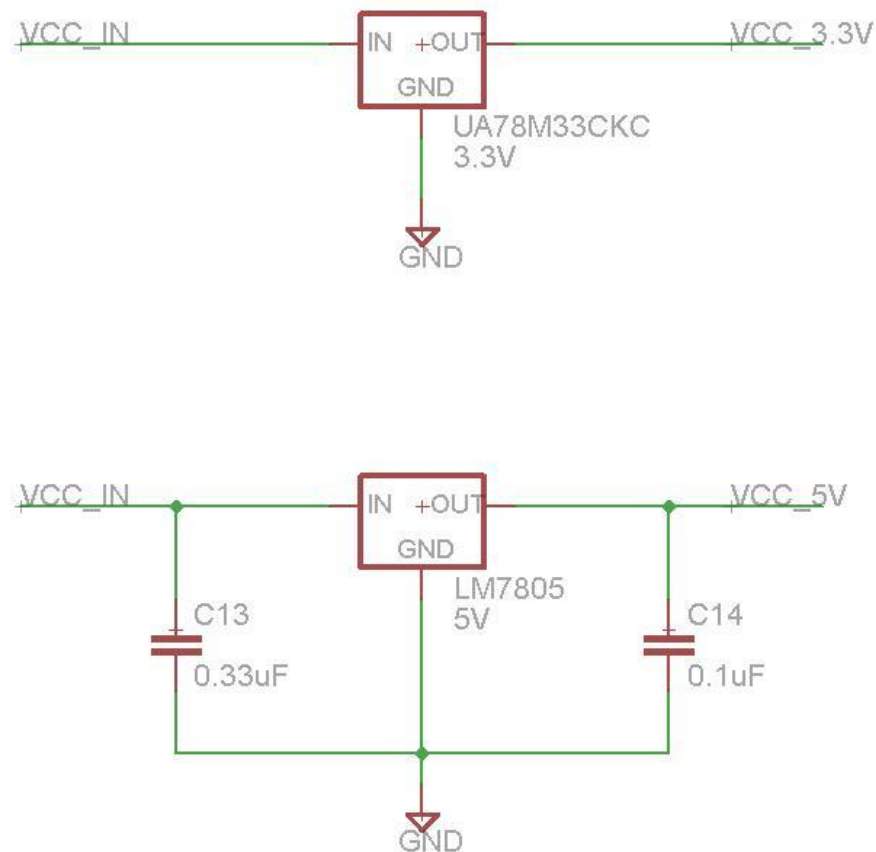 VCC_IN
IN
OUT
VCC_3.3V
GND
UA78M33CKC
3.3V
GND
VCC_IN
IN
OUT
VCC_5V
GND
LM7805
5V
C13
C14
0.33uF
0.1uF
GND